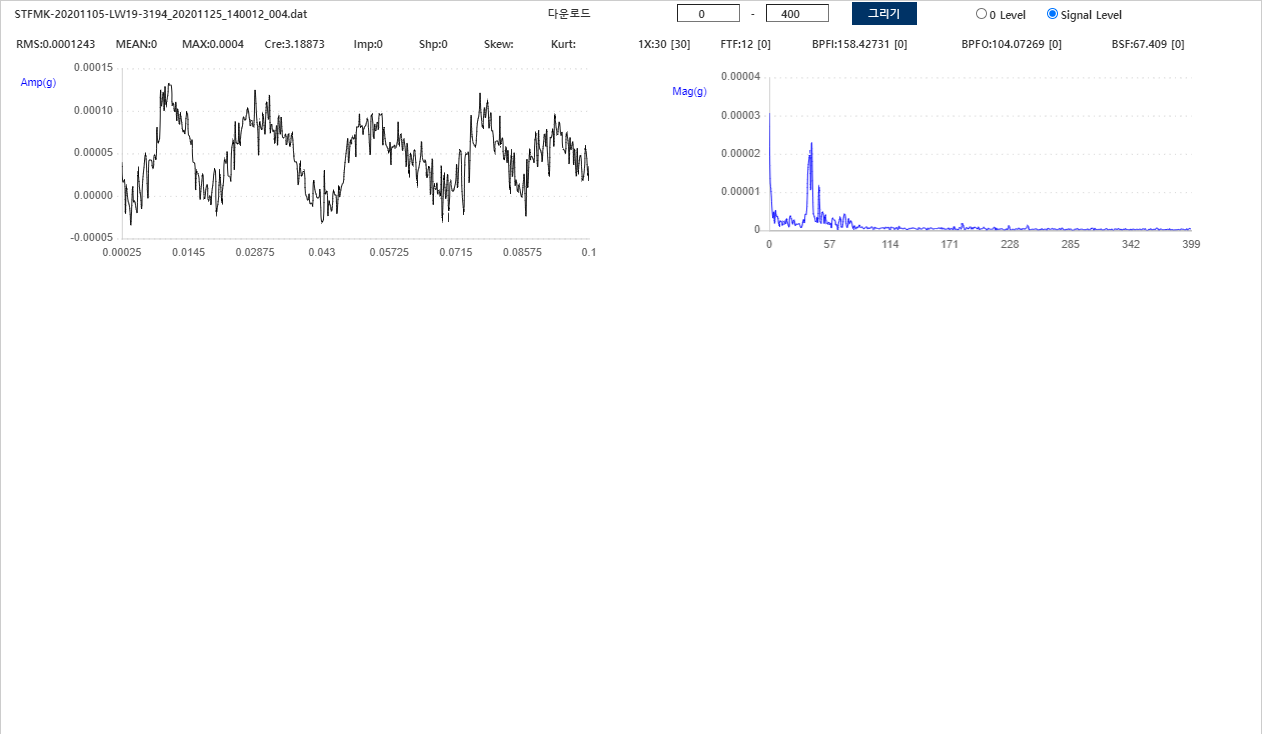 STFMK-20201105-LW19-3194_20201125_140012_004.dat 다운로드 0 - 400 그리기 0 Level Signal Level
RMS:0.0001243 MEAN:0 MAX:0.0004 Cre:3.18873 Imp:0 Shp:0 Skew: Kurt: 1X:30 [30] FTF:12 [0] BPFI:158.42731 [0] BPFO:104.07269 [0] BSF:67.409 [0]
Amp(g)
0.00015
0.00010
0.00005
0.00000
-0.00005
0.00025 0.0145 0.02875 0.043 0.05725 0.0715 0.08575 0.1
Mag(g)
0.00004
0.00003
0.00002
0.00001
0
0 57 114 171 228 285 342 399